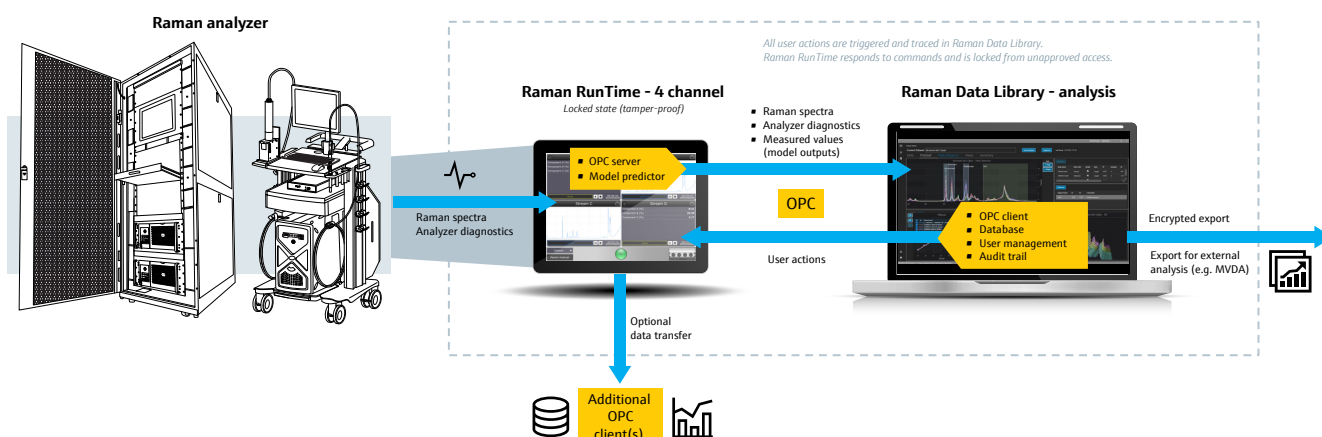 Raman analyzer
All user actions are triggered and traced in Raman Data Library.
Raman RunTime responds to commands and is locked from unapproved access.
Raman RunTime - 4 channel
Locked state (tamper-proof)
Raman Data Library - analysis
Raman spectra
Analyzer diagnostics
Measured values
(model outputs)
OPC server
Model predictor
Stream C
Raman spectra
Analyzer diagnostics
OPC
User actions
OPC client
Database
User management
Audit trail
Encrypted export
Export for external
analysis (e.g. MVDA)
Optional
data transfer
Additional
OPC
client(s)